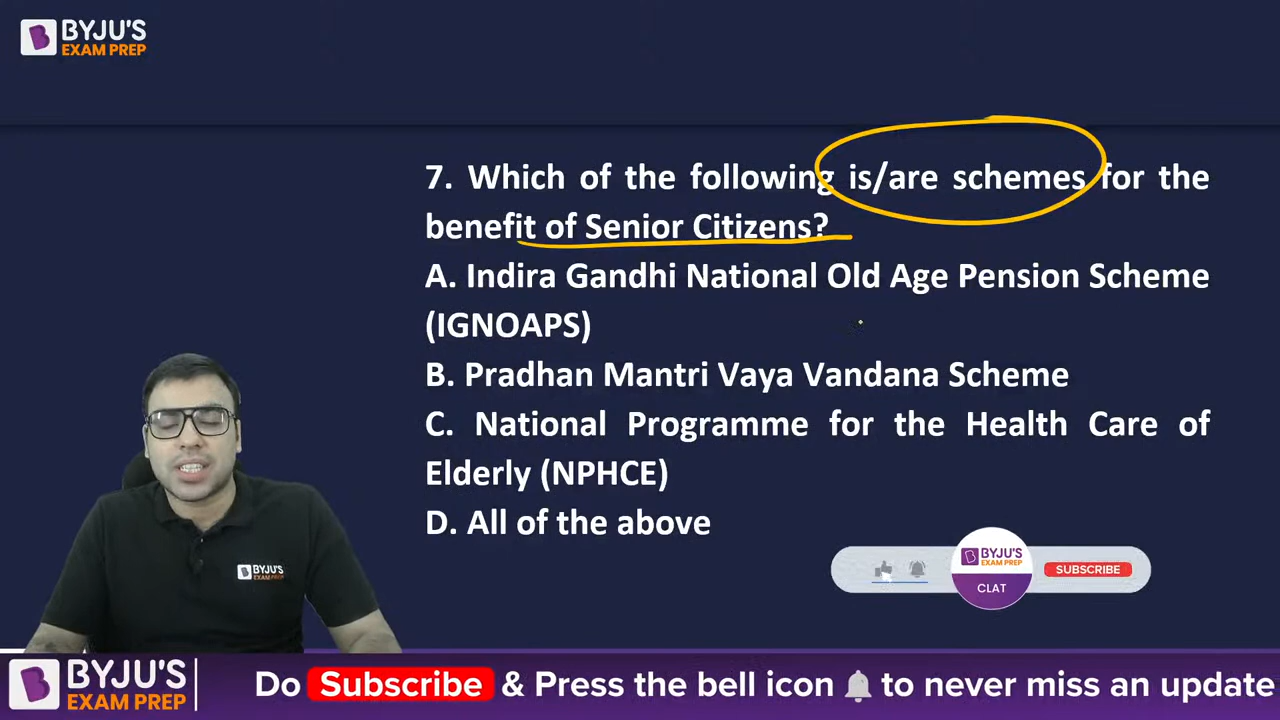 BYJU'S
EXAM PREP
7. Which of the following is/are schemes for the
benefit of Senior Citizens?
A. Indira Gandhi National Old Age Pension Scheme
(IGNOAPS)
B. Pradhan Mantri Vaya Vandana Scheme
C. National Programme for the Health Care of
Elderly (NPHCE)
D. All of the above
BYJU'S
EXAM PREP
BYJU'S
EXAM PREP
CLAT
SUBSCRIBE
BYJU'S
EXAM PREP
Do Subscribe & Press the bell icon to never miss an update